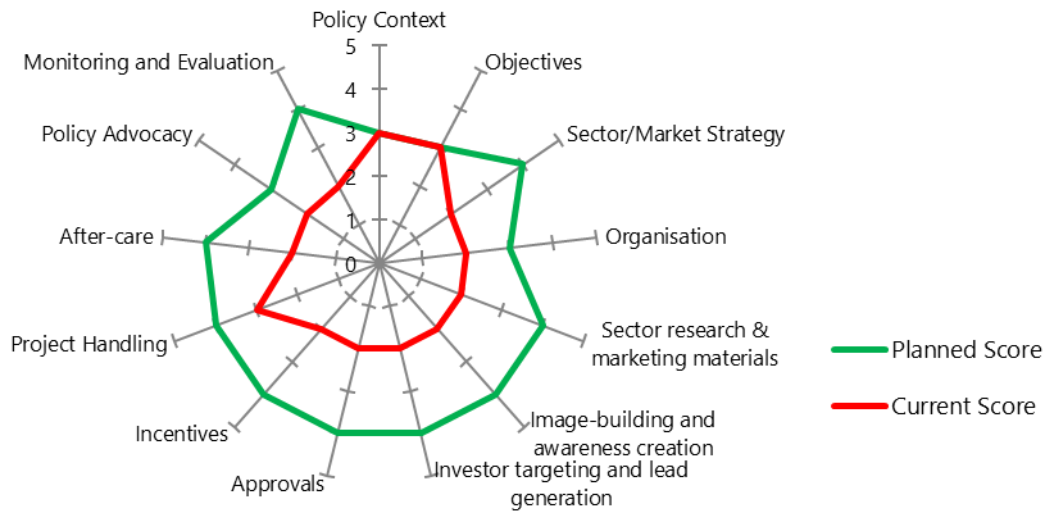 Policy Context
Monitoring and Evaluation
5
Objectives
4
Policy Advocacy
3
Sector/Market Strategy
2
After-care
1
Organisation
0
Project Handling
Sector research &
marketing materials
Planned Score
Current Score
Incentives
Image-building and
awareness creation
Approvals
Investor targeting and lead
generation